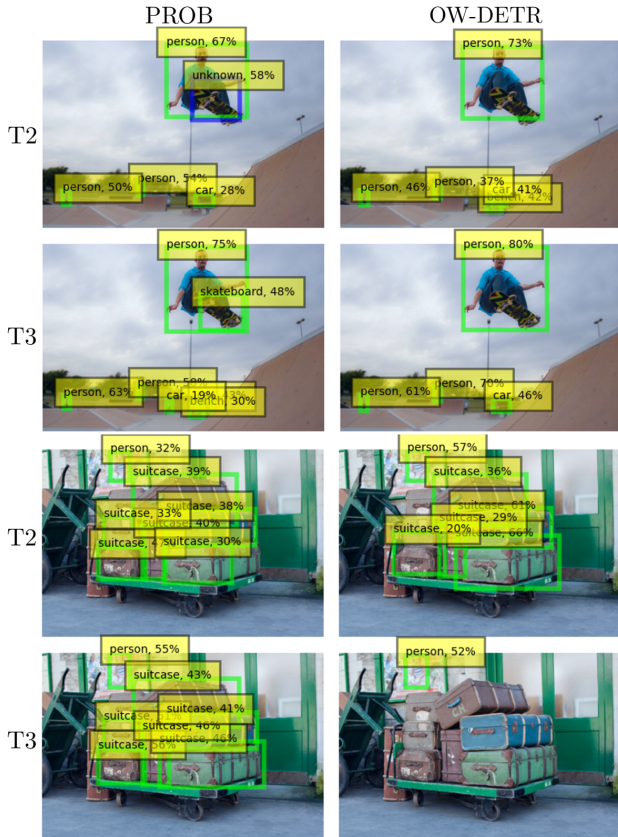 PROB OW-DETR
T2
person, 67%
unknown, 58%
person, 54%
person, 50%
car, 28%
person, 73%
person, 37%
person, 46%
car, 41%
bench, 42%
T3
person, 75%
skateboard, 48%
person, 58%
person, 63%
car, 19%
bench, 30%
person, 80%
person, 70%
person, 61%
car, 46%
T2
person, 32%
suitcase, 39%
suitcase, 38%
suitcase, 33%
suitcase, 40%
suitcase, 30%
suitcase,
person, 57%
suitcase, 36%
suitcase, 61%
suitcase, 29%
suitcase, 20%
suitcase, 66%
T3
person, 55%
suitcase, 43%
suitcase, 41%
suitcase, 51%
suitcase, 46%
suitcase, 46%
suitcase, 56%
person, 52%